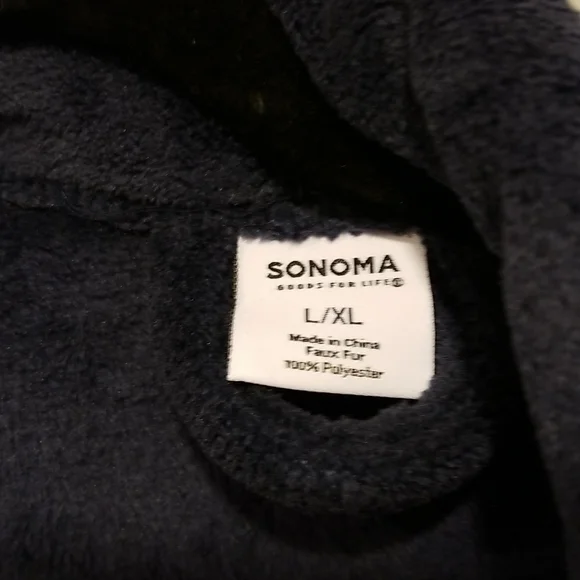 SONOMA
GOODS FOR LIFE®
L/XL
Made in China
Faux Fur
100% Polyester